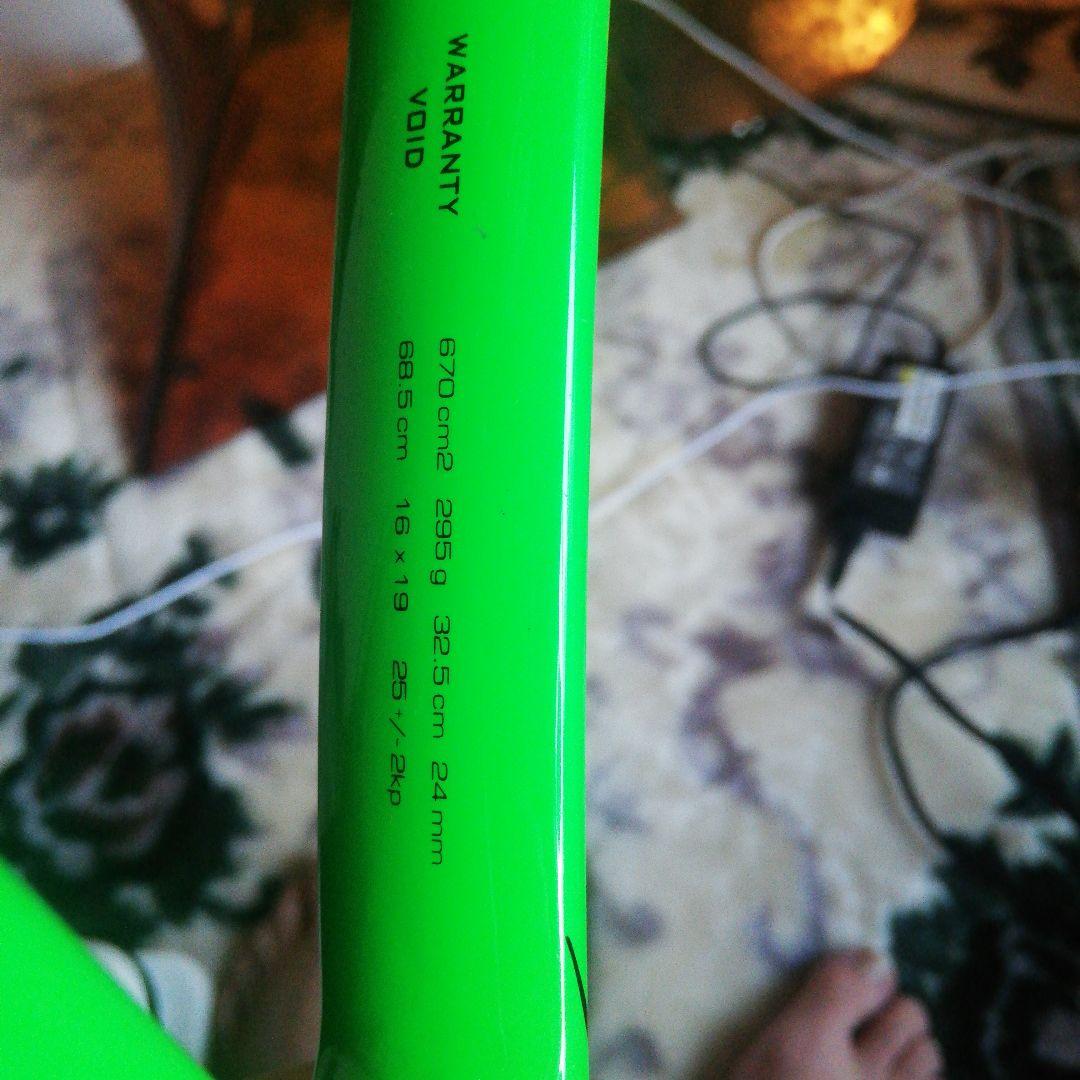 WARRANTY
VOID
670 cm2 295 g 32.5 cm 24 mm
68.5 cm 16 x 19 25 +/- 2kp